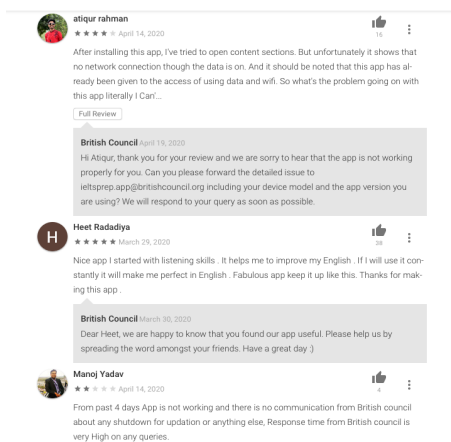 atiqur rahman
April 14, 2020
16
After installing this app, I've tried to open content sections. But unfortunately it shows that
no network connection though the data is on. And it should be noted that this app has al-
ready been given to the access of using data and wifi. So what's the problem going on with
this app literally I Can'...
Full Review
British Council April 19, 2020
Hi Atiqur, thank you for your review and we are sorry to hear that the app is not working
properly for you. Can you please forward the detailed issue to
ieltsprep.app@britishcouncil.org including your device model and the app version you
are using? We will respond to your query as soon as possible.
H
Heet Radadiya
March 29, 2020
38
Nice app I started with listening skills . It helps me to improve my English . If I will use it con-
stantly it will make me perfect in English . Fabulous app keep it up like this. Thanks for mak-
ing this app .
British Council March 30, 2020
Dear Heet, we are happy to know that you found our app useful. Please help us by
spreading the word amongst your friends. Have a great day :)
Manoj Yadav
April 14, 2020
From past 4 days App is not working and there is no communication from British council
about any shutdown for updation or anything else, Response time from British council is
very High on any queries.